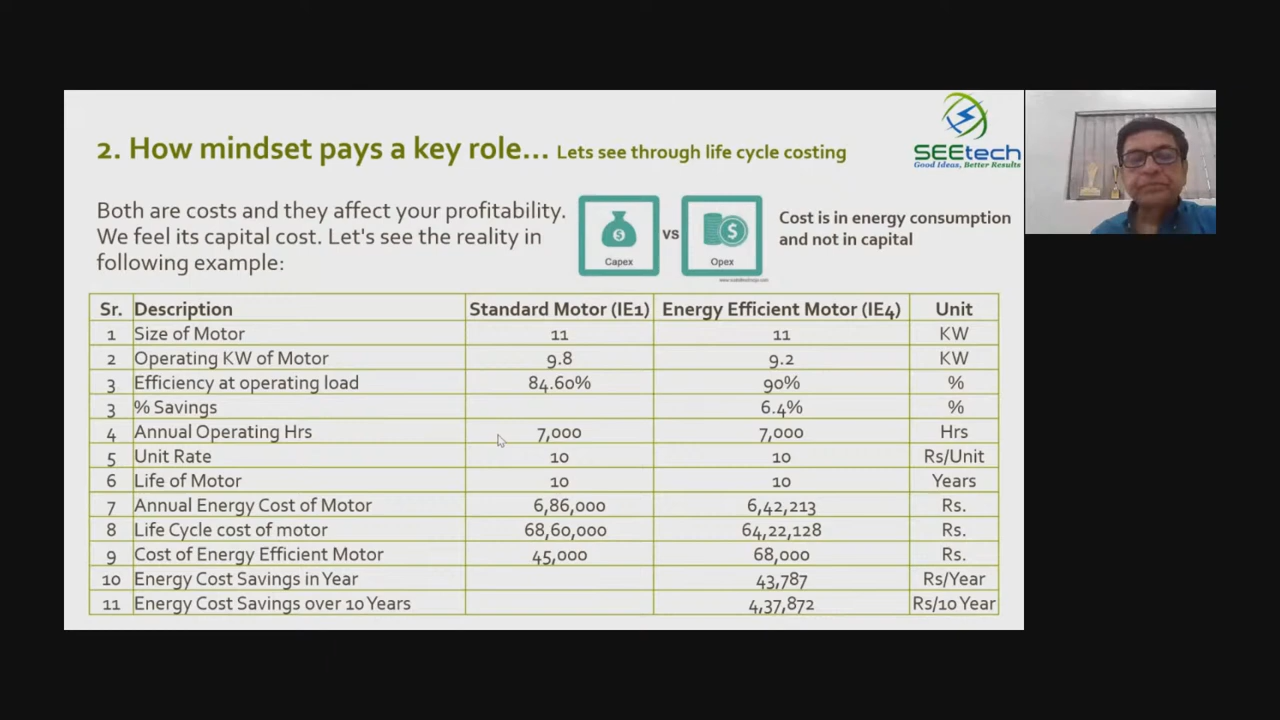 2. How mindset pays a key role... Lets see through life cycle costing
SEEtech
Good Ideas, Better Results
Both are costs and they affect your profitability.
We feel its capital cost. Let's see the reality in
following example:
Capex
vs
Opex
Cost is in energy consumption
and not in capital
Sr. Description Standard Motor (IE1) Energy Efficient Motor (IE4) Unit
1 Size of Motor 11 11 KW
2 Operating KW of Motor 9.8 9.2 KW
3 Efficiency at operating load 84.60% 90% %
3 % Savings 6.4% %
4 Annual Operating Hrs 7,000 7,000 Hrs
5 Unit Rate 10 10 Rs/Unit
6 Life of Motor 10 10 Years
7 Annual Energy Cost of Motor 6,86,000 6,42,213 Rs.
8 Life Cycle cost of motor 68,60,000 64,22,128 Rs.
9 Cost of Energy Efficient Motor 45,000 68,000 Rs.
10 Energy Cost Savings in Year 43,787 Rs/Year
11 Energy Cost Savings over 10 Years 4,37,872 Rs/10 Year